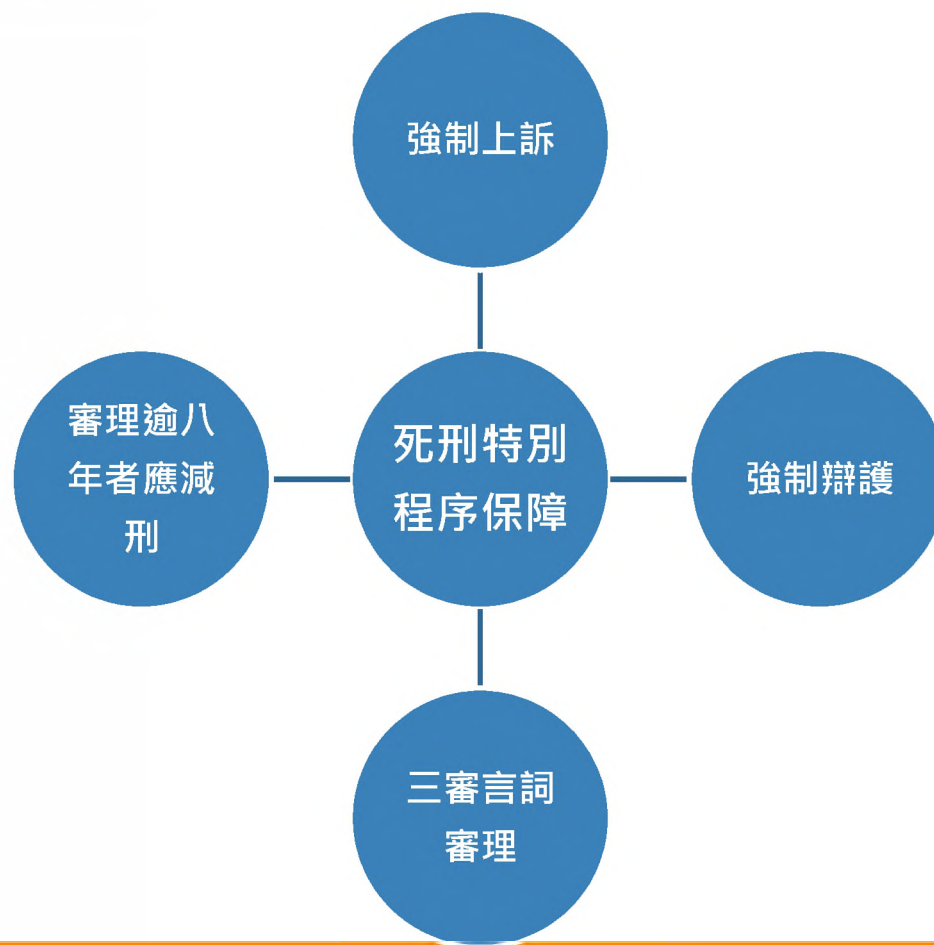 強制上訴
審理逾八
年者應減
刑
死刑特別
程序保障
強制辯護
三審言詞
審理